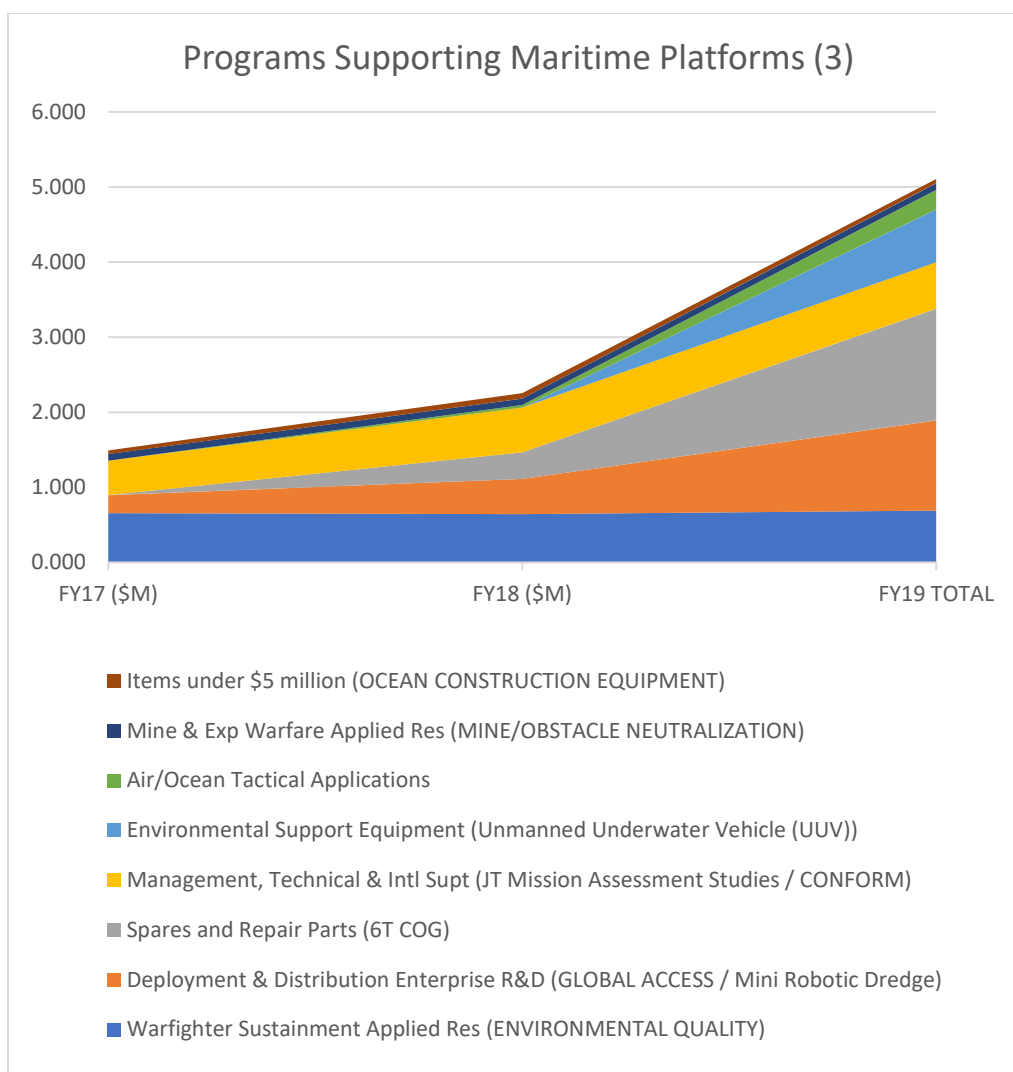 Programs Supporting Maritime Platforms (3)
6.000
5.000
4.000
3.000
2.000
1.000
0.000
FY17 ($M) FY18 ($M) FY19 TOTAL
Items under $5 million (OCEAN CONSTRUCTION EQUIPMENT)
Mine & Exp Warfare Applied Res (MINE/OBSTACLE NEUTRALIZATION)
Air/Ocean Tactical Applications
Environmental Support Equipment (Unmanned Underwater Vehicle (UUV))
Management, Technical & Intl Supt (JT Mission Assessment Studies / CONFORM)
Spares and Repair Parts (6T COG)
Deployment & Distribution Enterprise R&D (GLOBAL ACCESS / Mini Robotic Dredge)
Warfighter Sustainment Applied Res (ENVIRONMENTAL QUALITY)